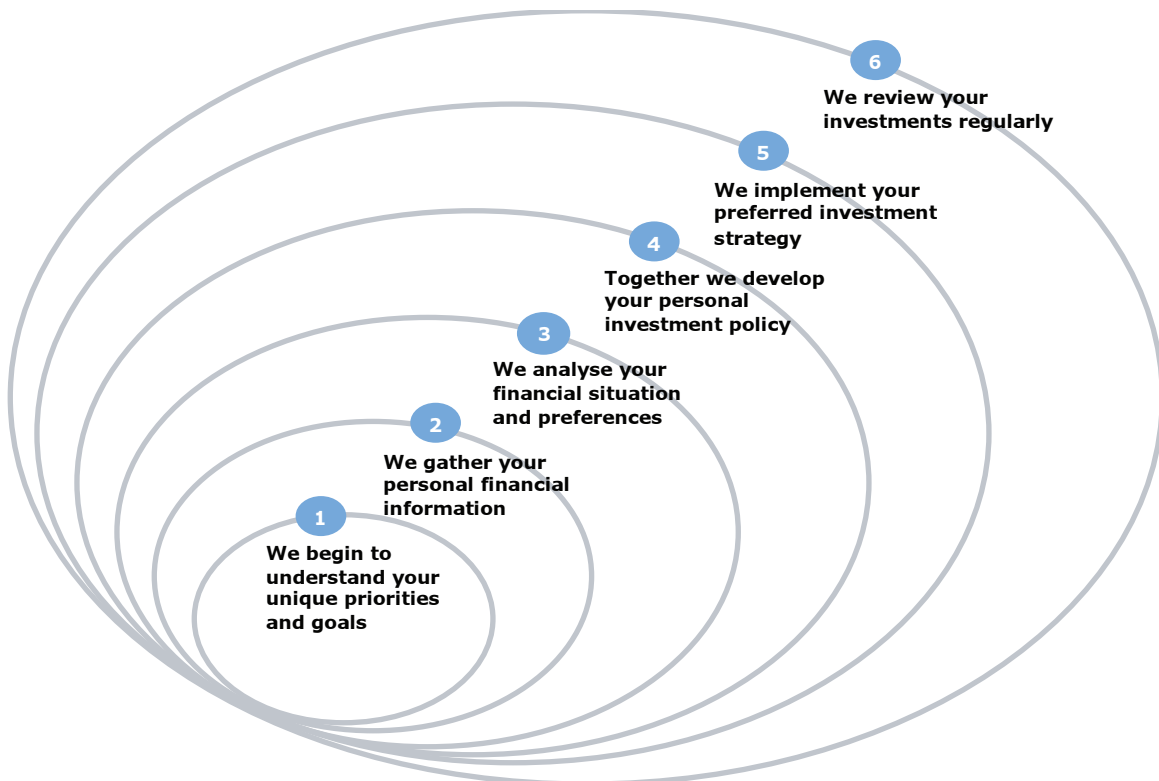 6
We review your
investments regularly
5
We implement your
preferred investment
strategy
4
Together we develop
your personal
investment policy
3
We analyse your
financial situation
and preferences
2
We gather your
personal financial
information
1
We begin to
understand your
unique priorities
and goals